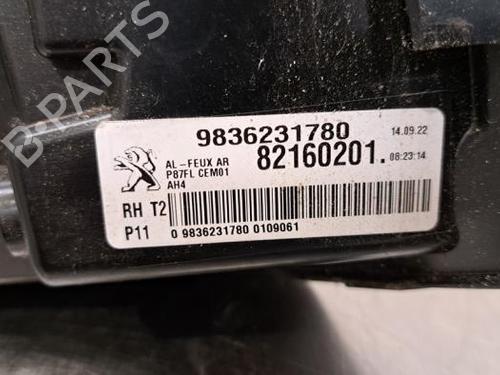 B-PARTS
9836231780 14.09.22
AL-FEUX AR 82160201. 08:23:14
P87FL CEM01
AH4
RH T2
P11 0 9836231780 0109061